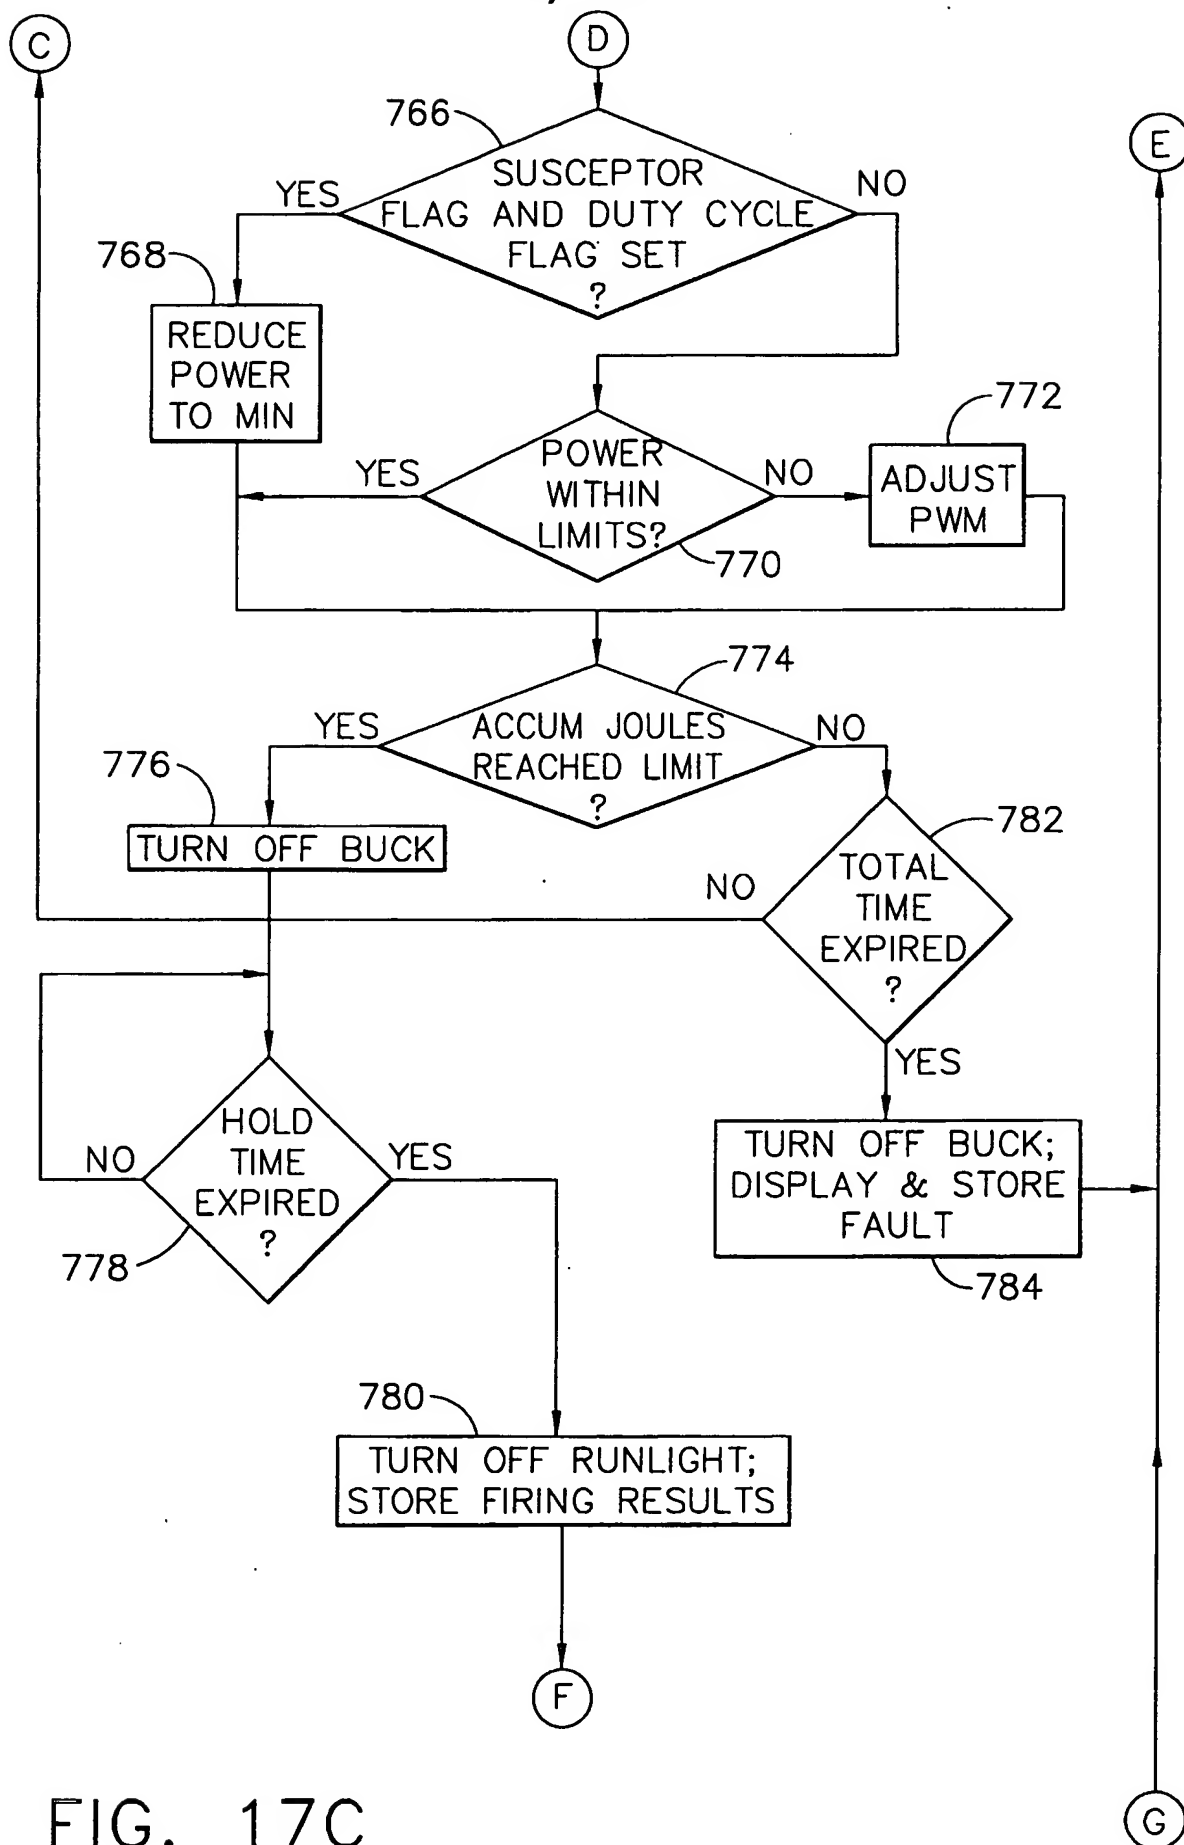 C
D
E
766
SUSCEPTOR
FLAG AND DUTY CYCLE
FLAG SET
?
YES
NO
768
REDUCE
POWER
TO MIN
772
POWER
WITHIN
LIMITS?
YES
NO
ADJUST
PWM
770
774
ACCUM JOULES
REACHED LIMIT
?
YES
NO
776
TURN OFF BUCK
782
TOTAL
TIME
EXPIRED
?
NO
YES
HOLD
TIME
EXPIRED
?
NO
YES
778
TURN OFF BUCK;
DISPLAY & STORE
FAULT
784
780
TURN OFF RUNLIGHT;
STORE FIRING RESULTS
F
G
FIG. 17C